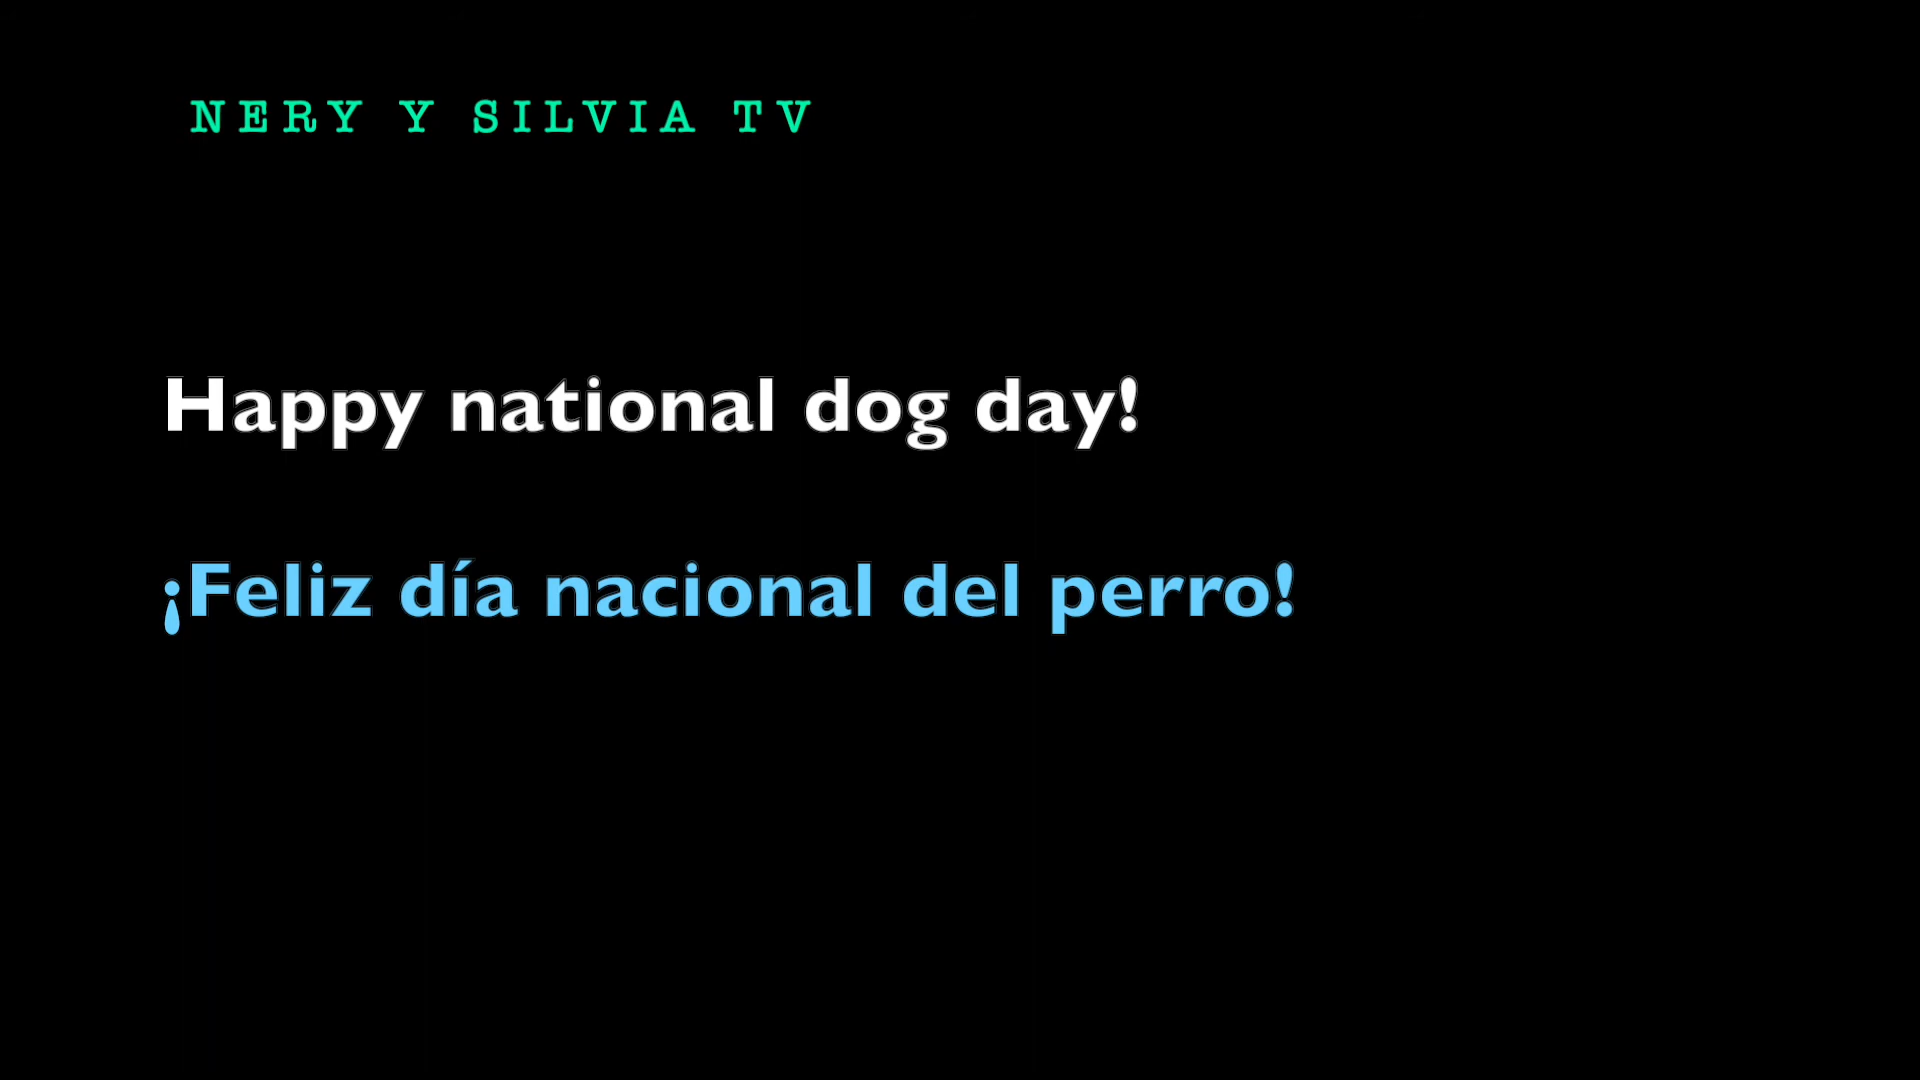 NERY Y SILVIA TV
Happy national dog day!
¡Feliz día nacional del perro!